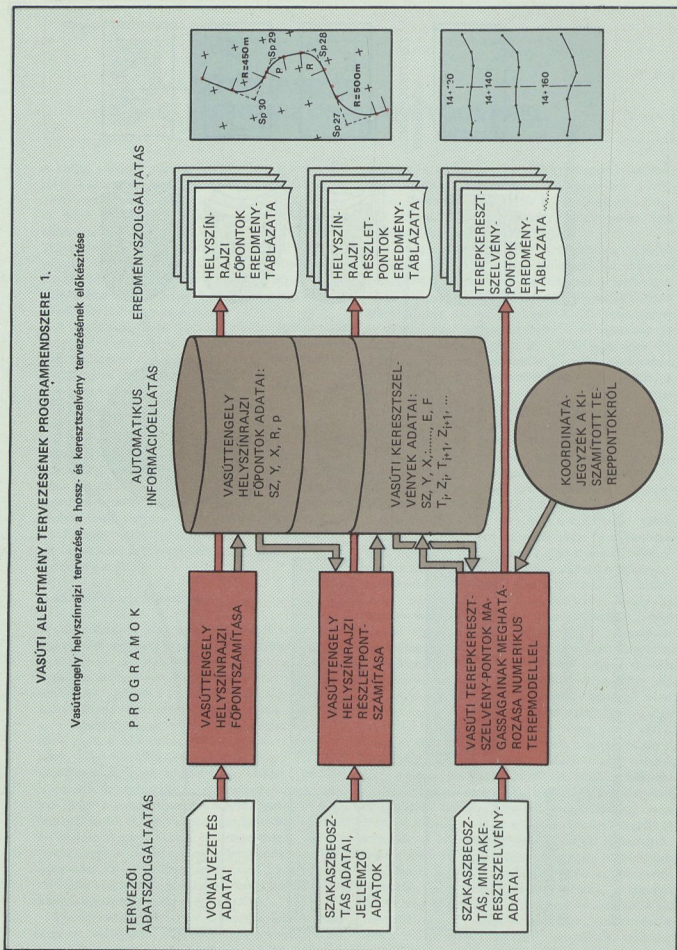 VASÚTI ALÉPÍTMÉNY TERVEZÉSÉNEK PROGRAMRENDSZERE 1.
Vasúttengely helyszínrajzi tervezése, a hossz- és keresztszelvény tervezésének előkészítése
TERVEZŐI
ADATSZOLGÁLTATÁS
PROGRAMOK
AUTOMATIKUS
INFORMÁCIÓELLÁTÁS
EREDMÉNYSZOLGÁLTATÁS
VONALVEZETÉS
ADATAI
VASÚTTENGELY
HELYSZÍNRAJZI
FŐPONTSZÁMÍTÁSA
VASÚTTENGELY
HELYSZÍNRAJZI
FŐPONTOK ADATAI:
SZ, Y, X, R, p
HELYSZÍN-
RAJZI
FŐPONTOK
EREDMÉNY-
TÁBLÁZATA
R=450m
Sp 30
Sp 29
P
R
Sp 28
Sp 27
R=500m
SZAKASZBEOSZ-
TÁS ADATAI,
JELLEMZŐ
ADATOK
VASÚTTENGELY
HELYSZÍNRAJZI
RÉSZLETPONT-
SZÁMÍTÁSA
HELYSZÍN-
RAJZI
RÉSZLET-
PONTOK
EREDMÉNY-
TÁBLÁZATA
SZAKASZBEOSZ-
TÁS, MINTAKE-
RESZTSZELVÉNY-
ADATAI
VASÚTI TEREPKERESZT-
SZELVÉNY-PONTOK MA-
GASSÁGAINAK MEGHATÁ-
ROZÁSA NUMERIKUS
TEREPMODELLEL
VASÚTI KERESZTSZEL-
VÉNYEK ADATAI:
SZ, Y, X,......, E, F
Tj, Zj, Tj+1, Zj+1, ...
TEREPKERESZT-
SZELVÉNY-
PONTOK
EREDMÉNY-
TÁBLÁZATA
14+120
14+140
14+160
KOORDINÁTA-
JEGYZÉK A KI-
SZÁMÍTOTT TE-
REPPONTOKRÓL